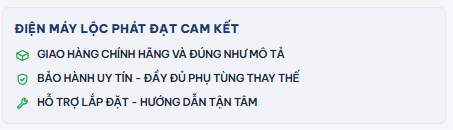 ĐIỆN MÁY LỘC PHÁT ĐẠT CAM KẾT
GIAO HÀNG CHÍNH HÃNG VÀ ĐÚNG NHƯ MÔ TẢ
BẢO HÀNH UY TÍN - ĐẦY ĐỦ PHỤ TÙNG THAY THẾ
HỖ TRỢ LẮP ĐẶT - HƯỚNG DẪN TẬN TÂM